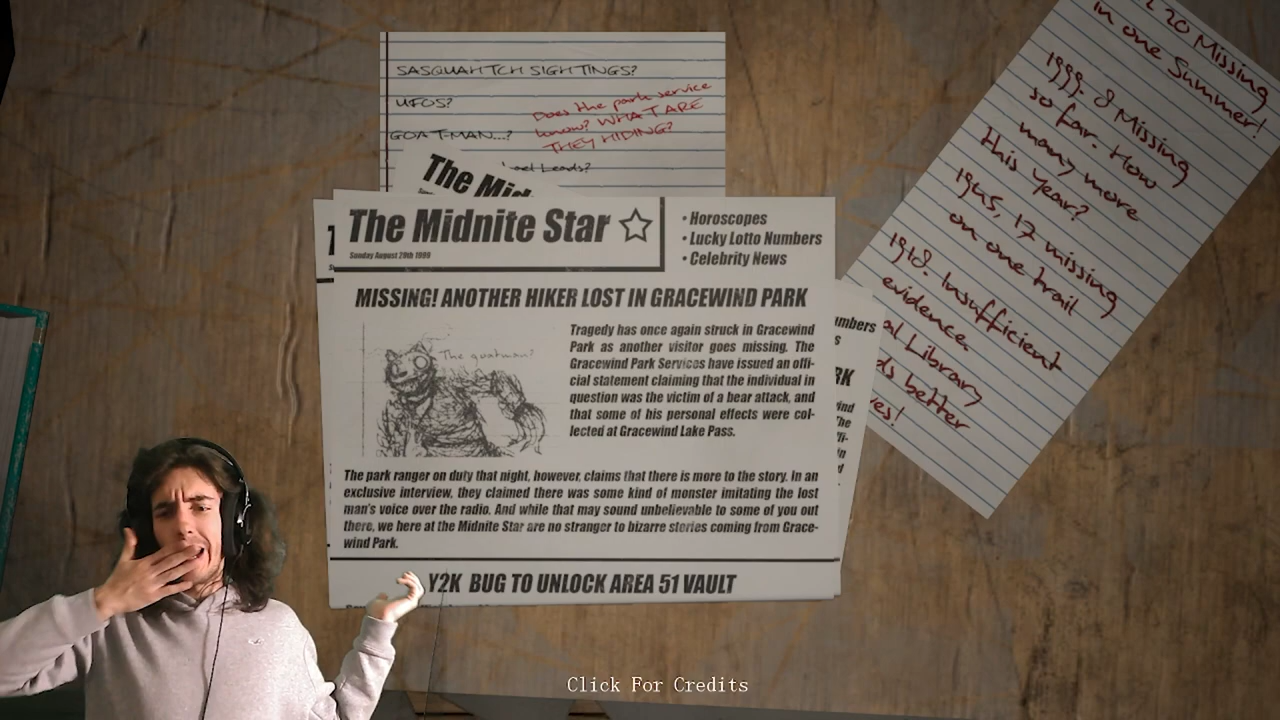 SASQUAHTCH SIGHTINGS?
UFOS?
GOATMAN...?
Does the park service
know? WHAT ARE
THEY HIDING?
Leads?
The Mid
The Midnite Star
Sunday August 29th 1999
• Horoscopes
• Lucky Lotto Numbers
• Celebrity News
MISSING! ANOTHER HIKER LOST IN GRACEWIND PARK
The goatman?
Tragedy has once again struck in Gracewind
Park as another visitor goes missing. The
Gracewind Park Services have issued an offi-
cial statement claiming that the individual in
question was the victim of a bear attack, and
that some of his personal effects were col-
lected at Gracewind Lake Pass.
The park ranger on duty that night, however, claims that there is more to the story. In an
exclusive interview, they claimed there was some kind of monster imitating the lost
man's voice over the radio. And while that may sound unbelievable to some of you out
there, we here at the Midnite Star are no stranger to bizarre stories coming from Grace-
wind Park.
Y2K BUG TO UNLOCK AREA 51 VAULT
umbers
s
RK
20 Missing
in one Summer!
1999. 8 Missing
so far. How
many more
this year?
1965, 17 missing
on one trail
1918. Insufficient
evidence.
al Library
ds better
ves!
Click For Credits